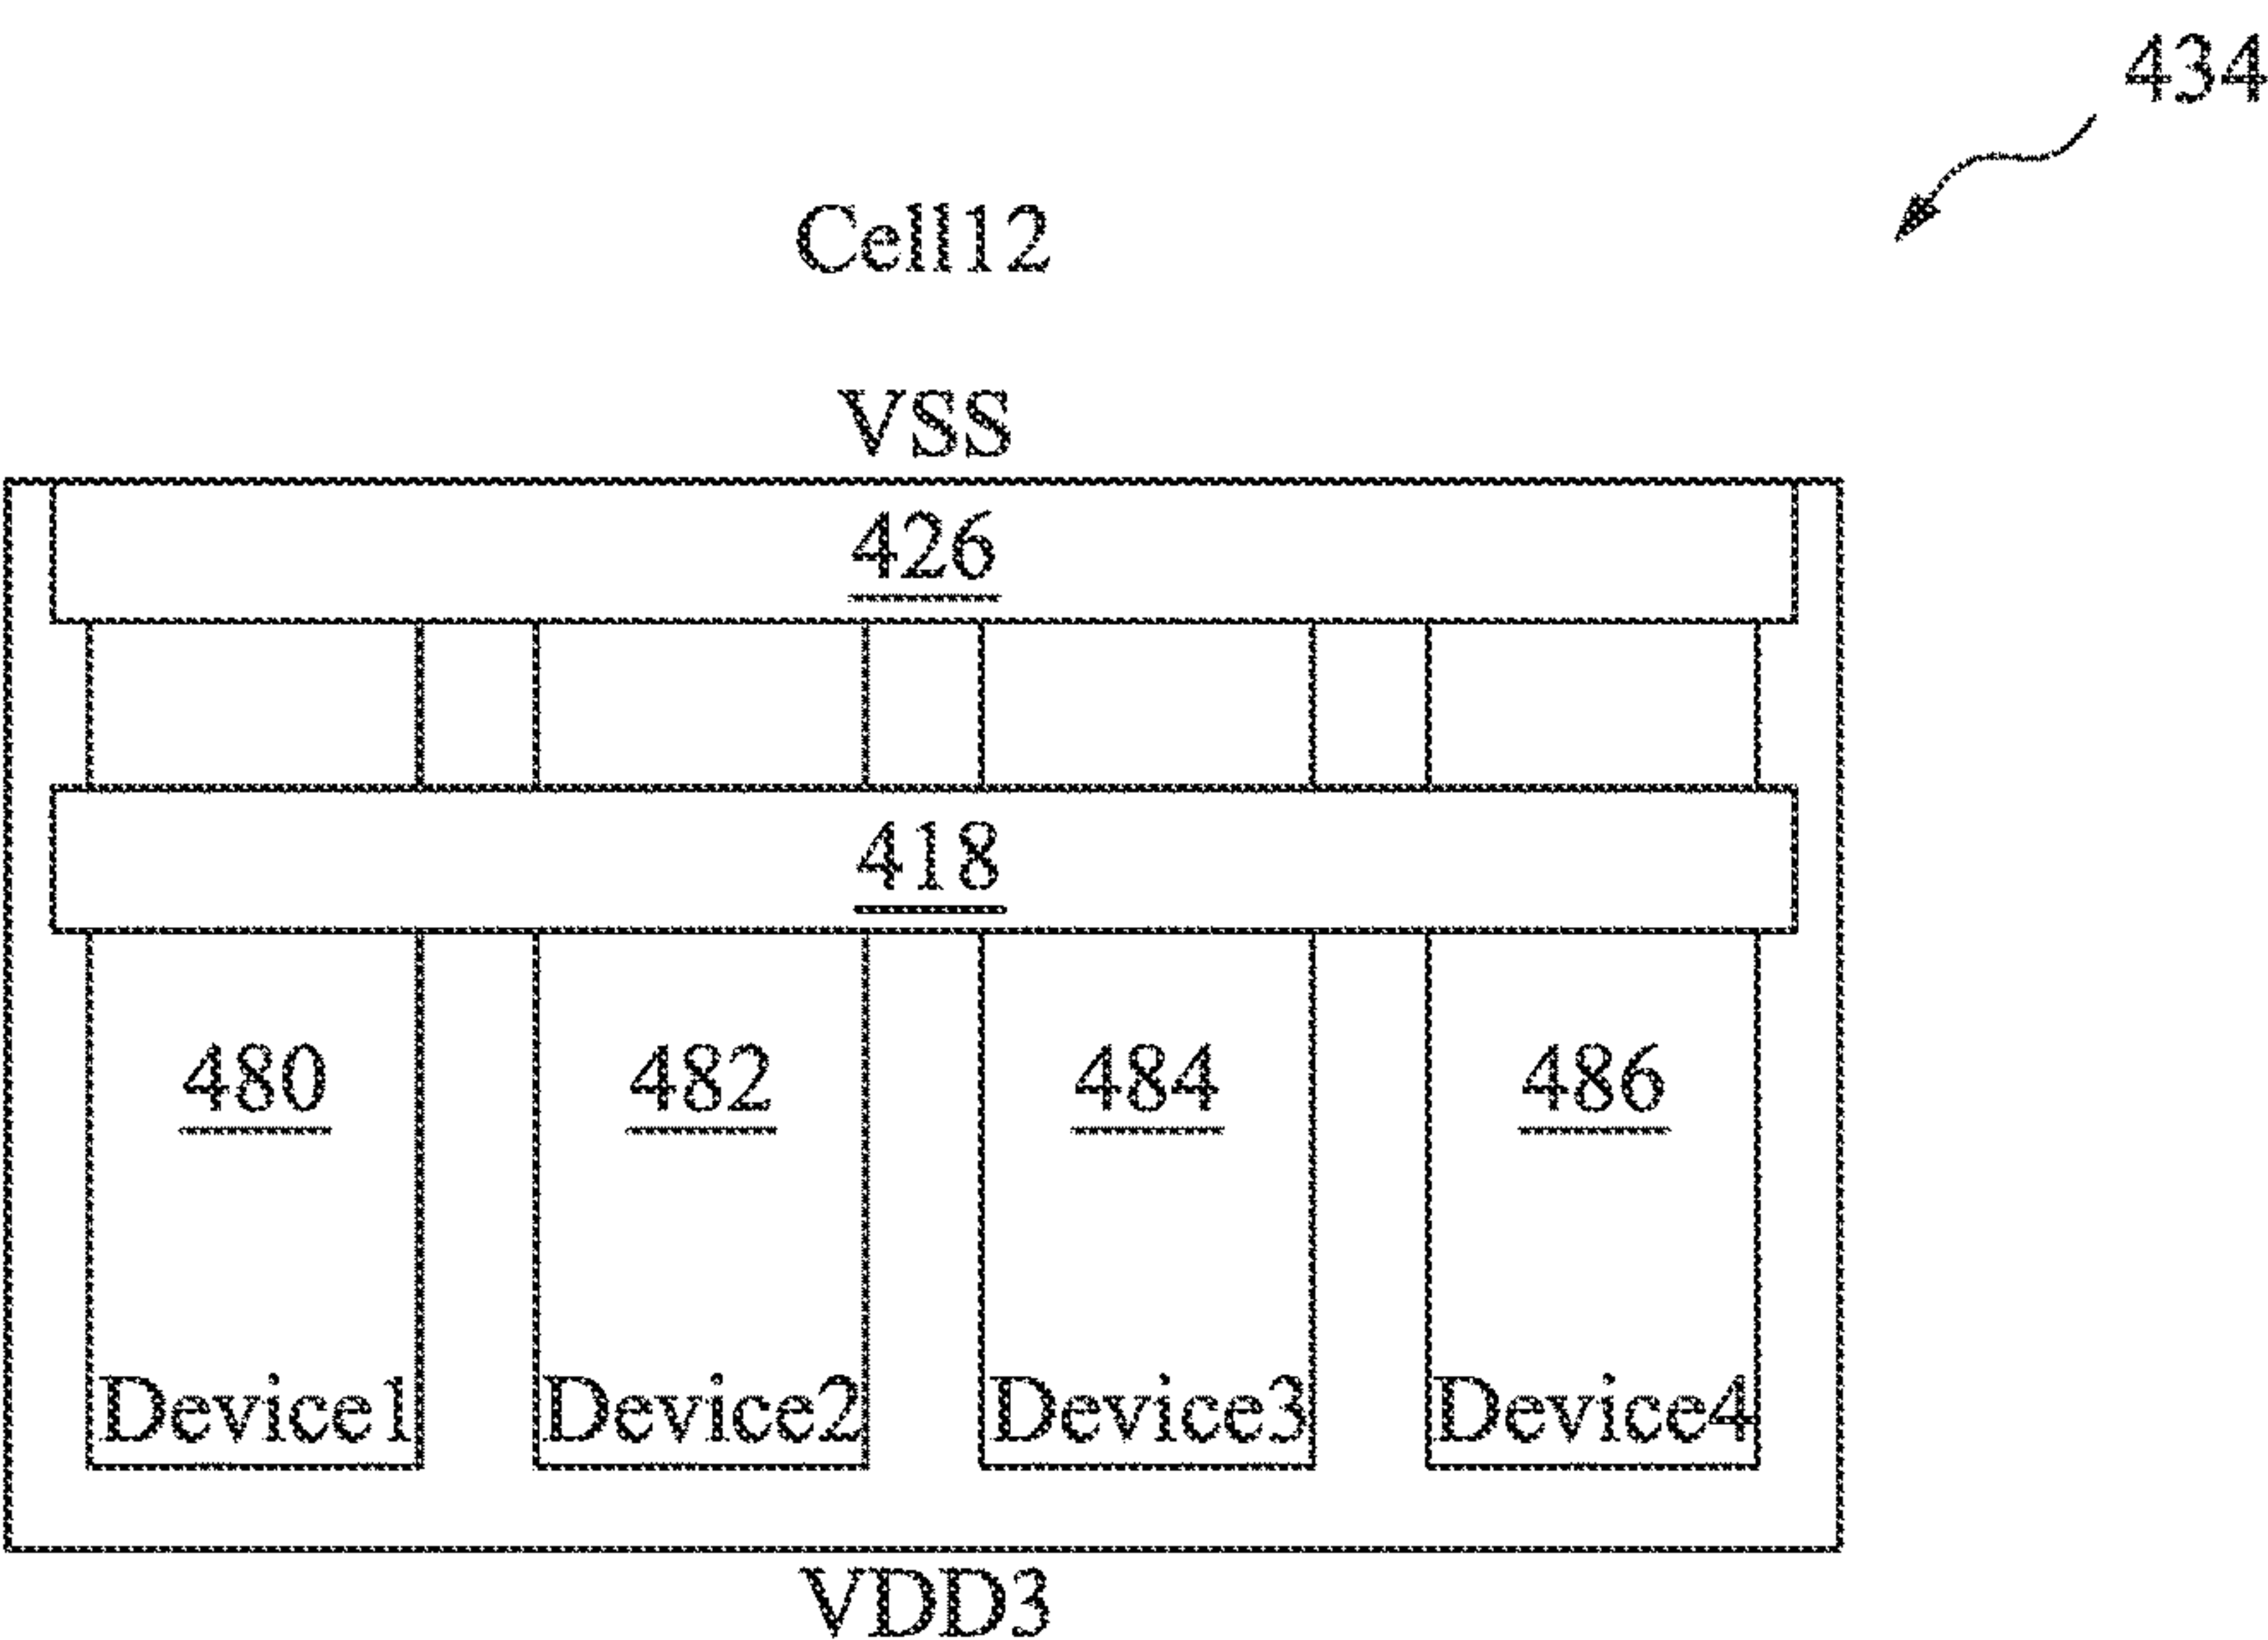 434
Cell12
VSS
426
418
480 482 484 486
Device1 Device2 Device3 Device4
VDD3